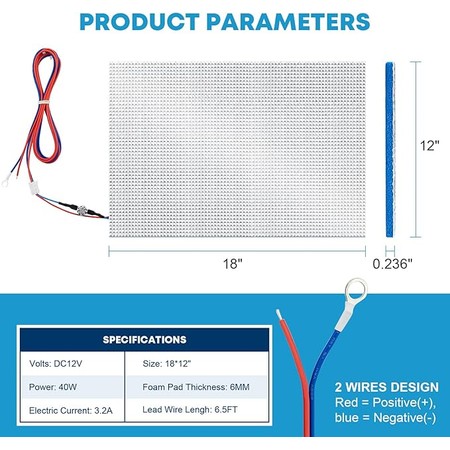 PRODUCT PARAMETERS
12"
18"
0.236"
SPECIFICATIONS
Volts: DC12V
Size: 18*12"
Power: 40W
Foam Pad Thickness: 6MM
Electric Current: 3.2A
Lead Wire Lengh: 6.5FT
2 WIRES DESIGN
Red = Positive(+),
blue = Negative(-)